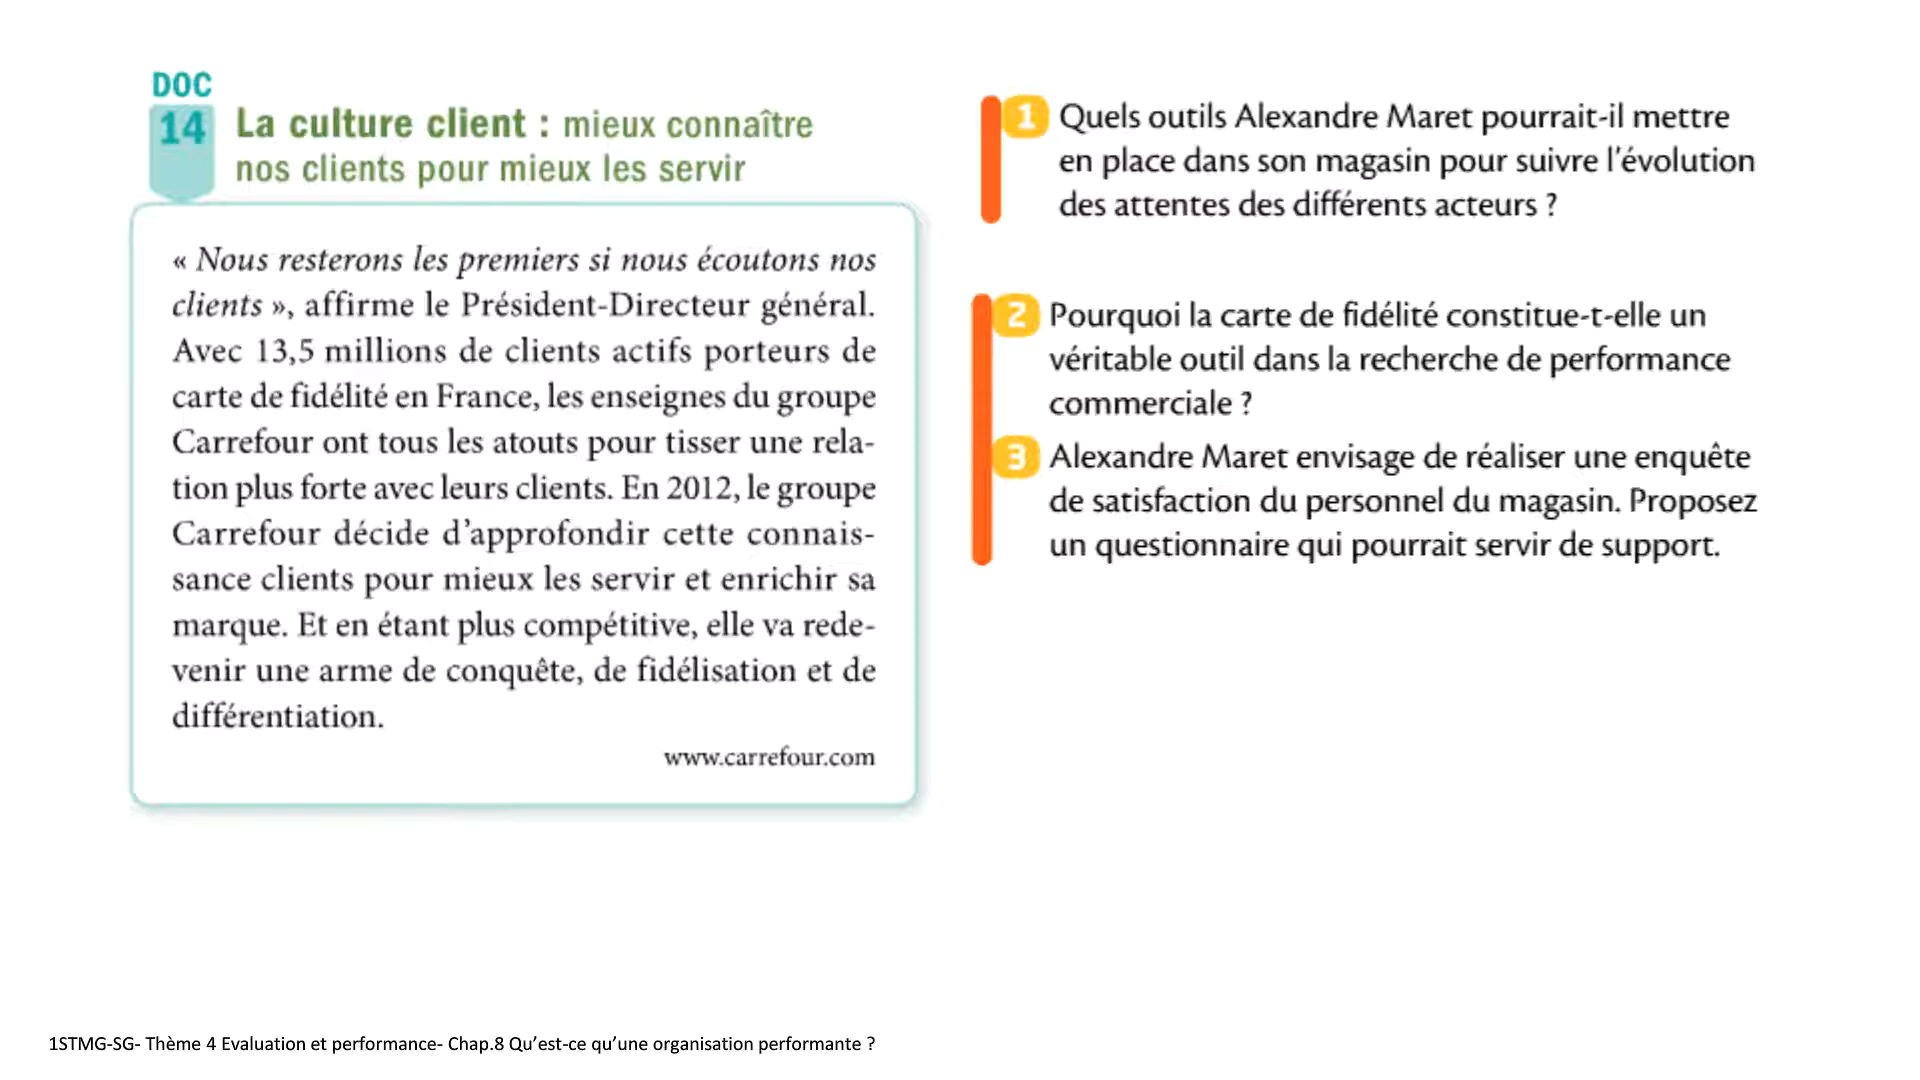 DOC
14
La culture client : mieux connaître
nos clients pour mieux les servir
« Nous resterons les premiers si nous écoutons nos
clients », affirme le Président-Directeur général.
Avec 13,5 millions de clients actifs porteurs de
carte de fidélité en France, les enseignes du groupe
Carrefour ont tous les atouts pour tisser une rela-
tion plus forte avec leurs clients. En 2012, le groupe
Carrefour décide d'approfondir cette connais-
sance clients pour mieux les servir et enrichir sa
marque. Et en étant plus compétitive, elle va rede-
venir une arme de conquête, de fidélisation et de
différentiation.
www.carrefour.com
1 Quels outils Alexandre Maret pourrait-il mettre
en place dans son magasin pour suivre l'évolution
des attentes des différents acteurs ?
2 Pourquoi la carte de fidélité constitue-t-elle un
véritable outil dans la recherche de performance
commerciale ?
3 Alexandre Maret envisage de réaliser une enquête
de satisfaction du personnel du magasin. Proposez
un questionnaire qui pourrait servir de support.
1STMG-SG- Thème 4 Evaluation et performance- Chap.8 Qu'est-ce qu'une organisation performante ?